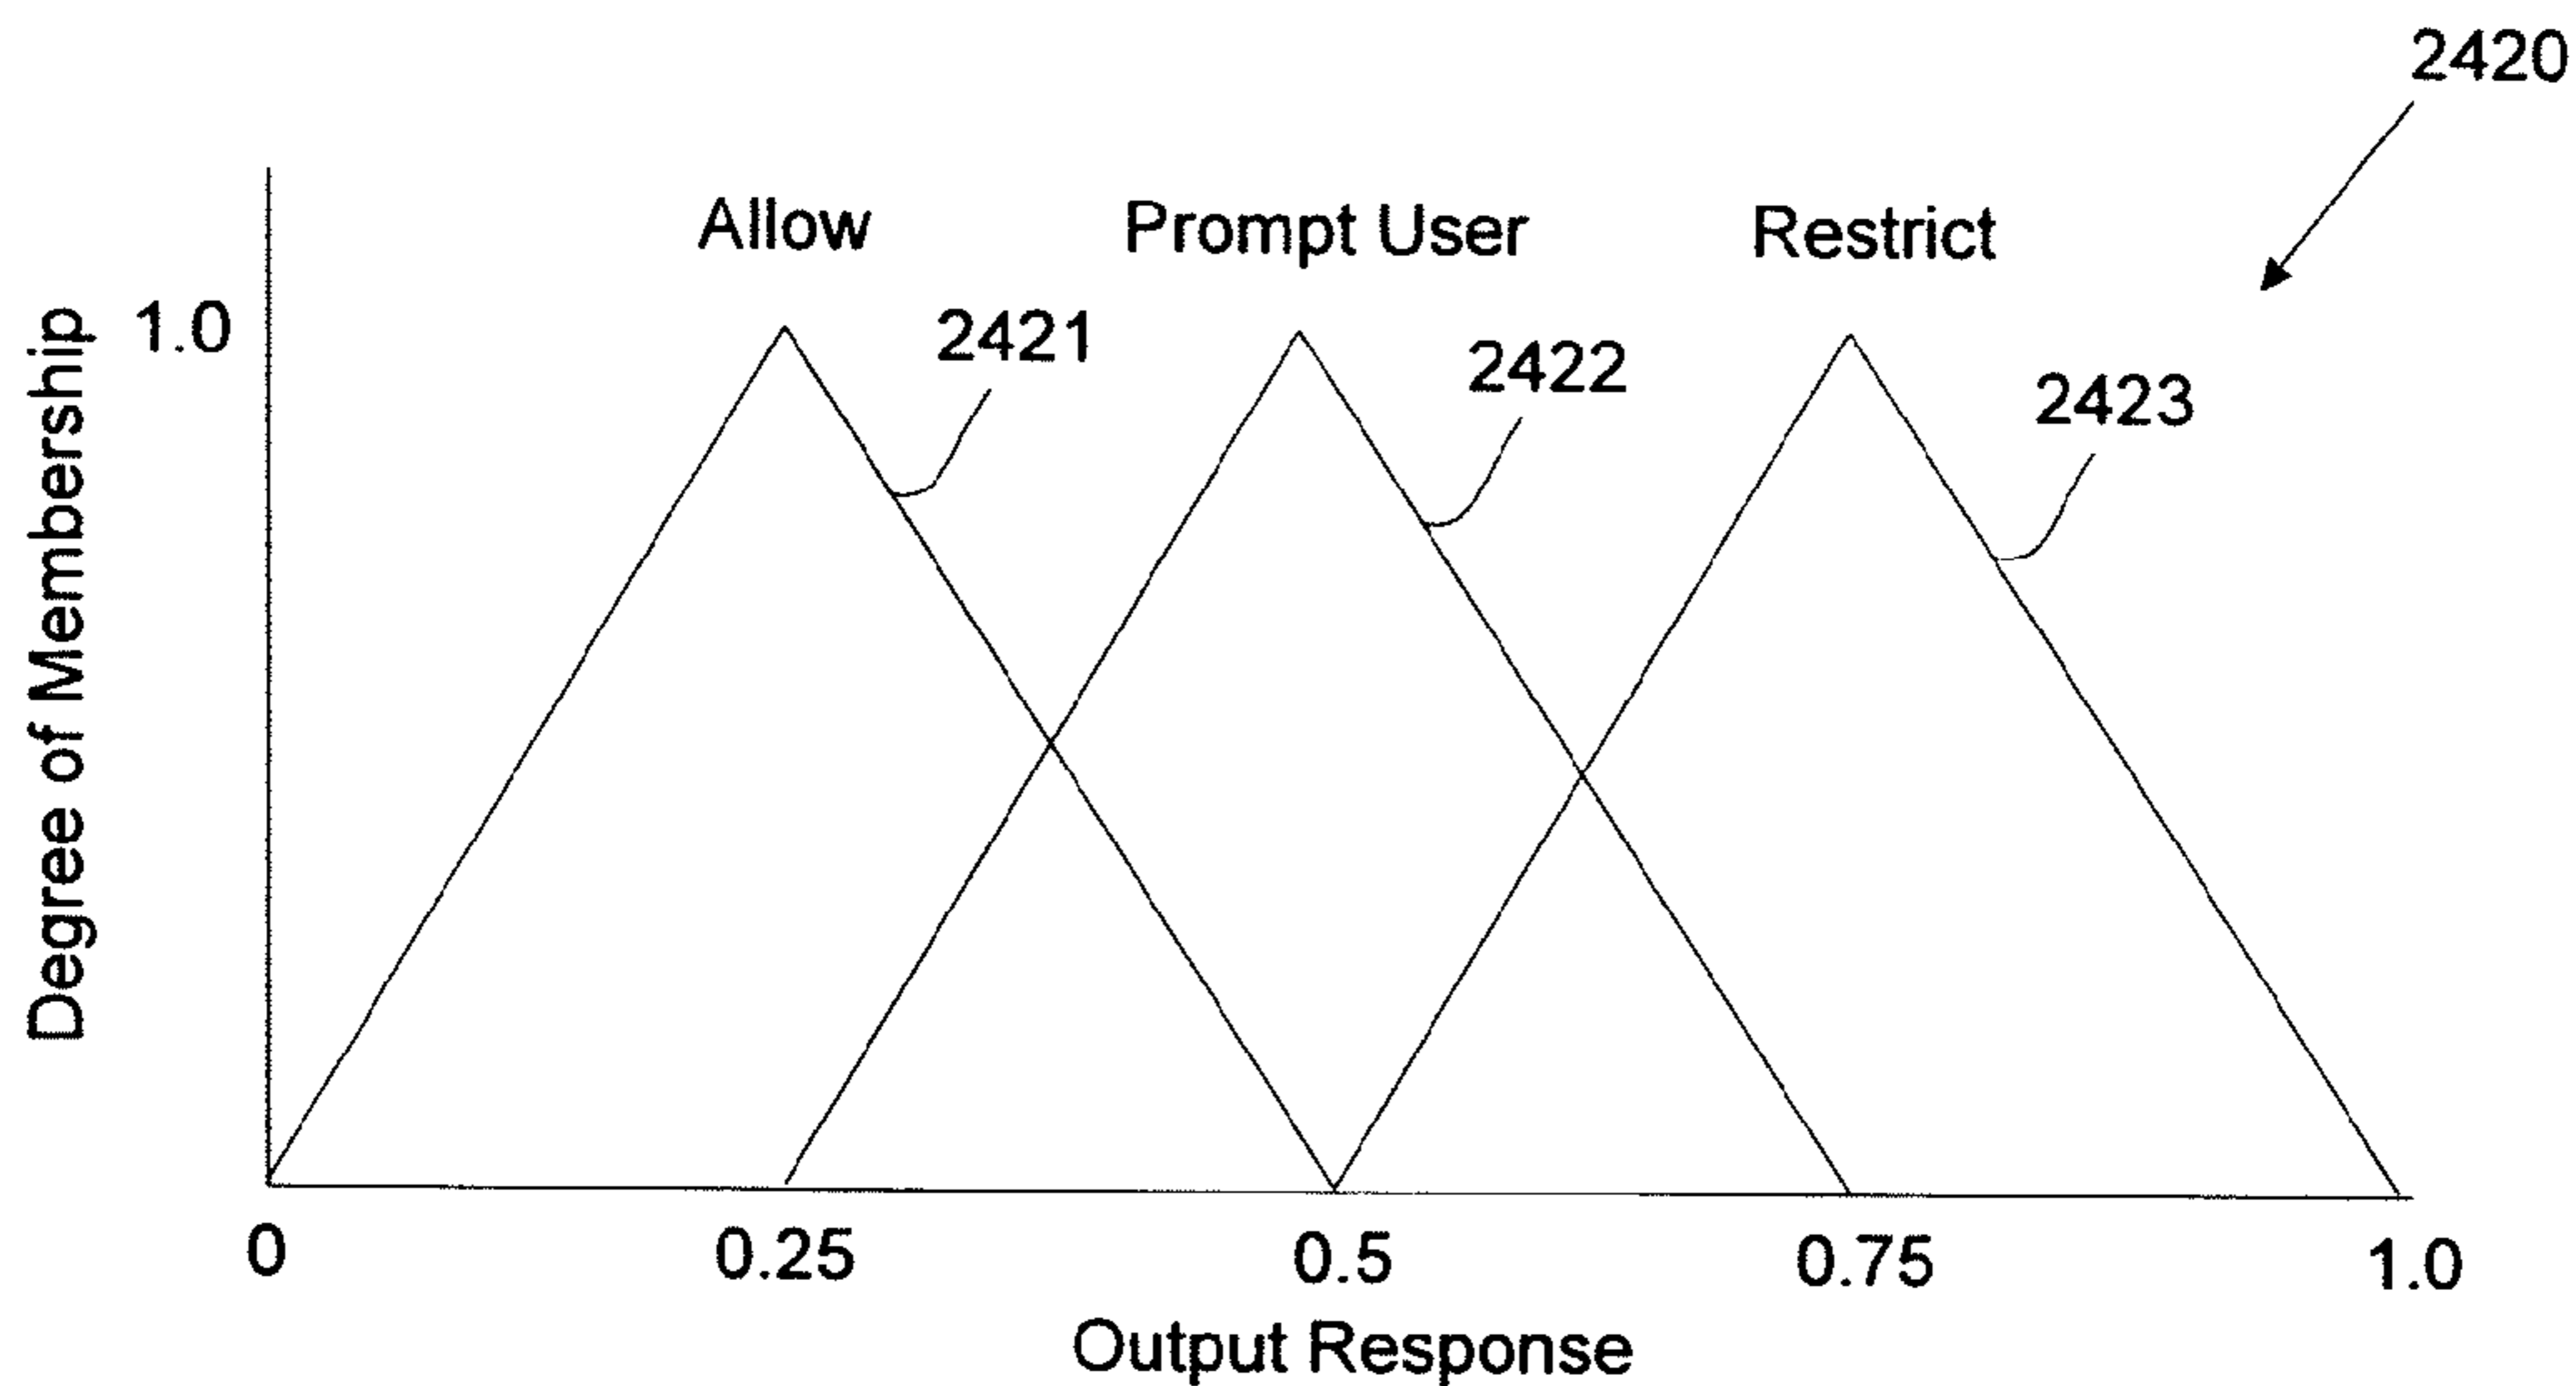 2420
Allow Prompt User Restrict
1.0
2421
2422
2423
Degree of Membership
0 0.25 0.5 0.75 1.0
Output Response